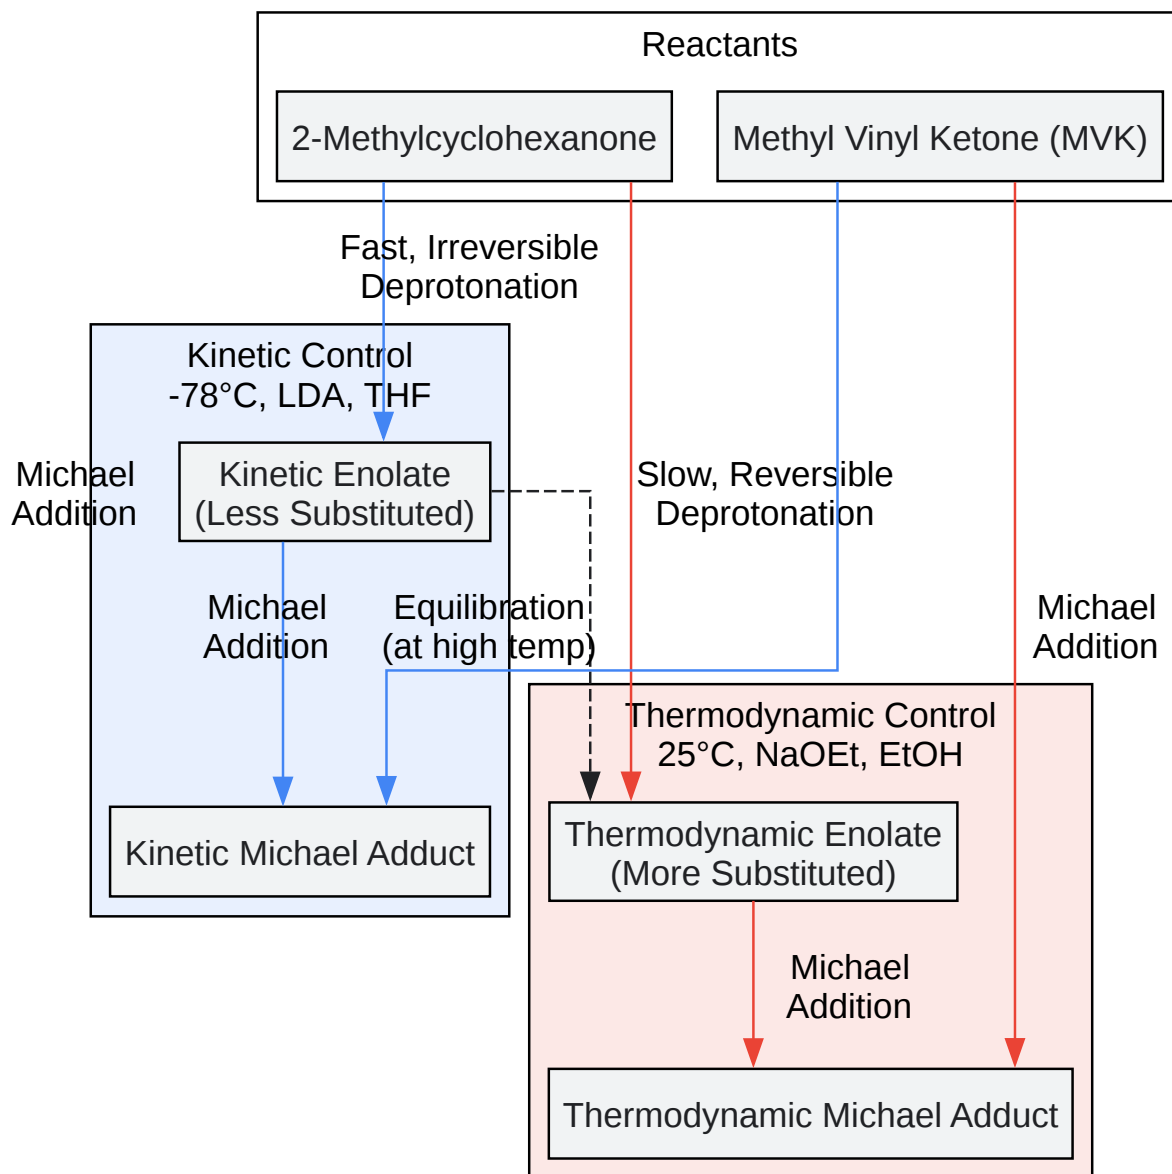 Reactants
2-Methylcyclohexanone
Methyl Vinyl Ketone (MVK)
Fast, Irreversible
Deprotonation
Kinetic Control
-78°C, LDA, THF
Michael
Addition
Kinetic Enolate
(Less Substituted)
Slow, Reversible
Deprotonation
Michael
Addition
Equilibration
(at high temp)
Michael
Addition
Thermodynamic Control
25°C, NaOEt, EtOH
Kinetic Michael Adduct
Thermodynamic Enolate
(More Substituted)
Michael
Addition
Thermodynamic Michael Adduct